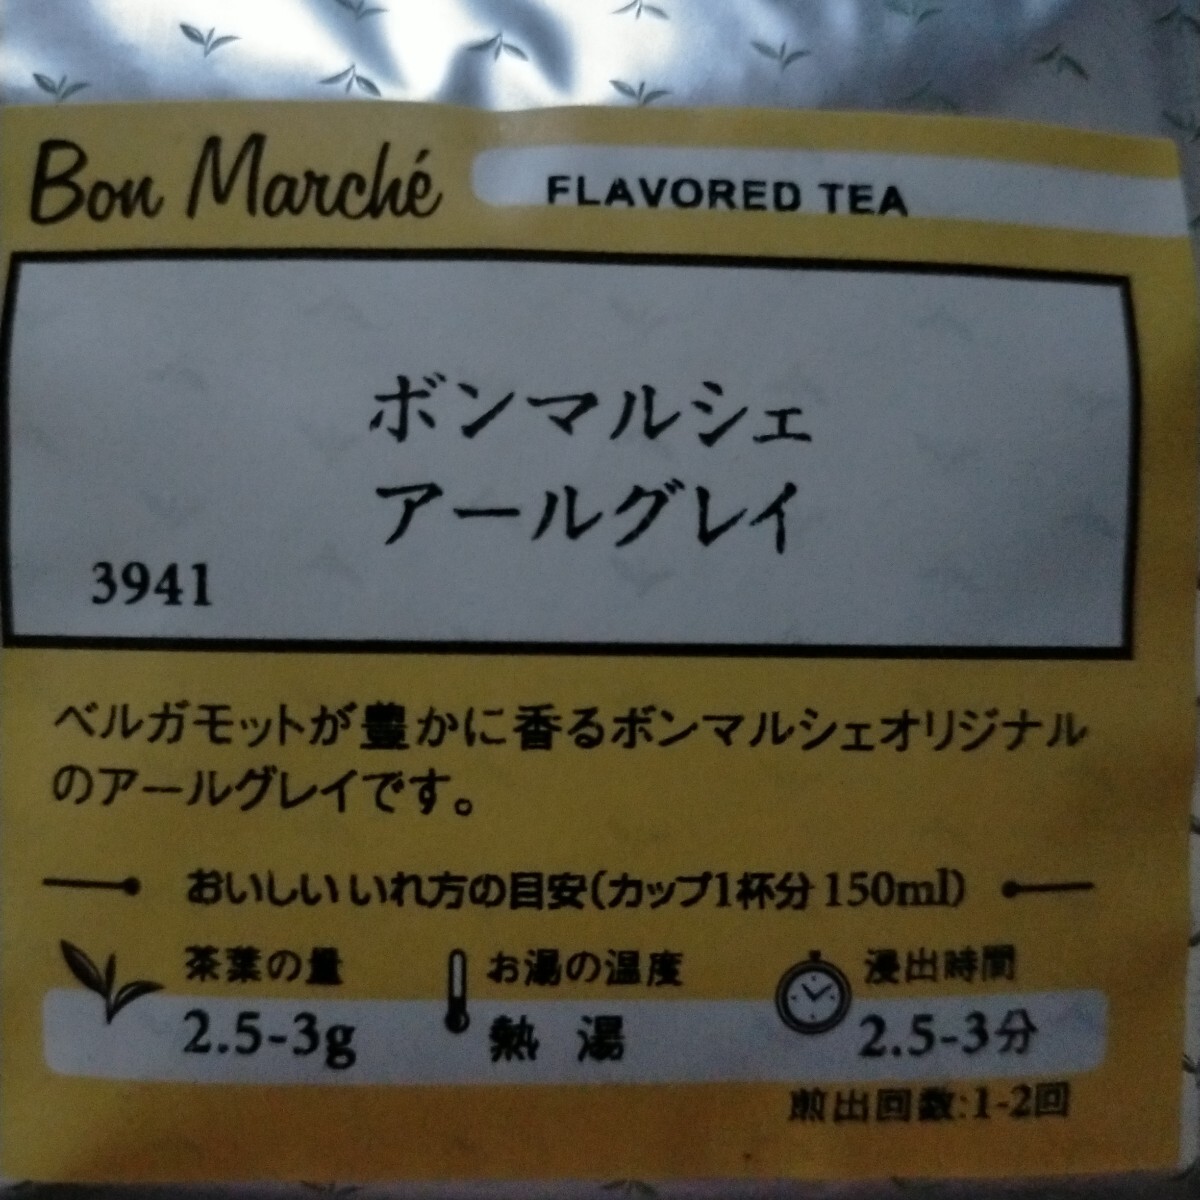 Bon Marché
FLAVORED TEA
ボンマルシェ
アールグレイ
3941
ベルガモットが豊かに香るボンマルシェオリジナル
のアールグレイです。
おいしいいれ方の目安(カップ1杯分 150ml)
茶葉の量
2.5-3g
お湯の温度
熱 湯
浸出時間
2.5-3分
煎出回数:1-2回